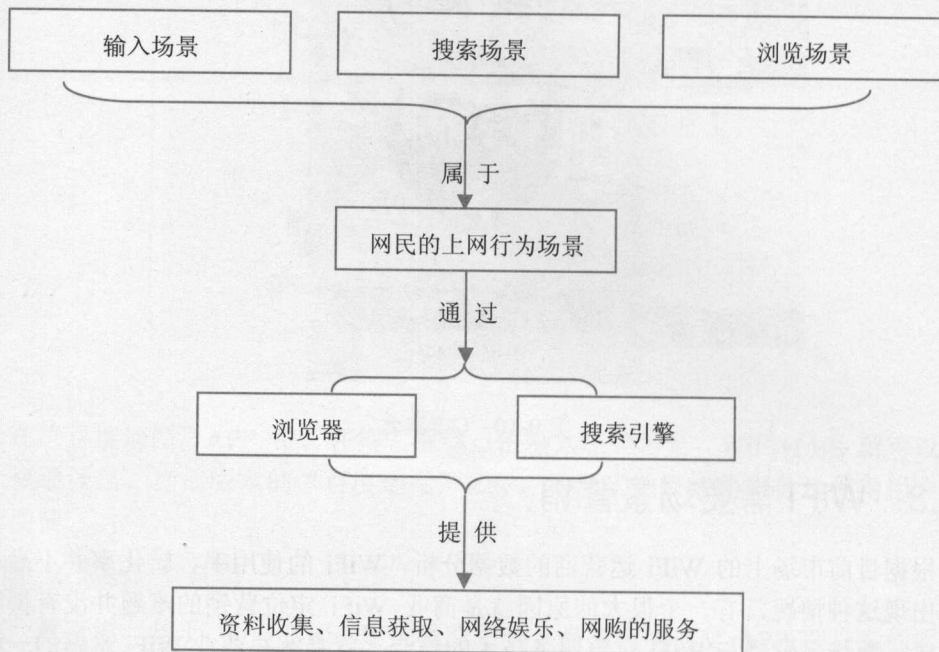 输入场景
搜索场景
浏览场景
属于
网民的上网行为场景
通过
浏览器
搜索引擎
提供
资料收集、信息获取、网络娱乐、网购的服务